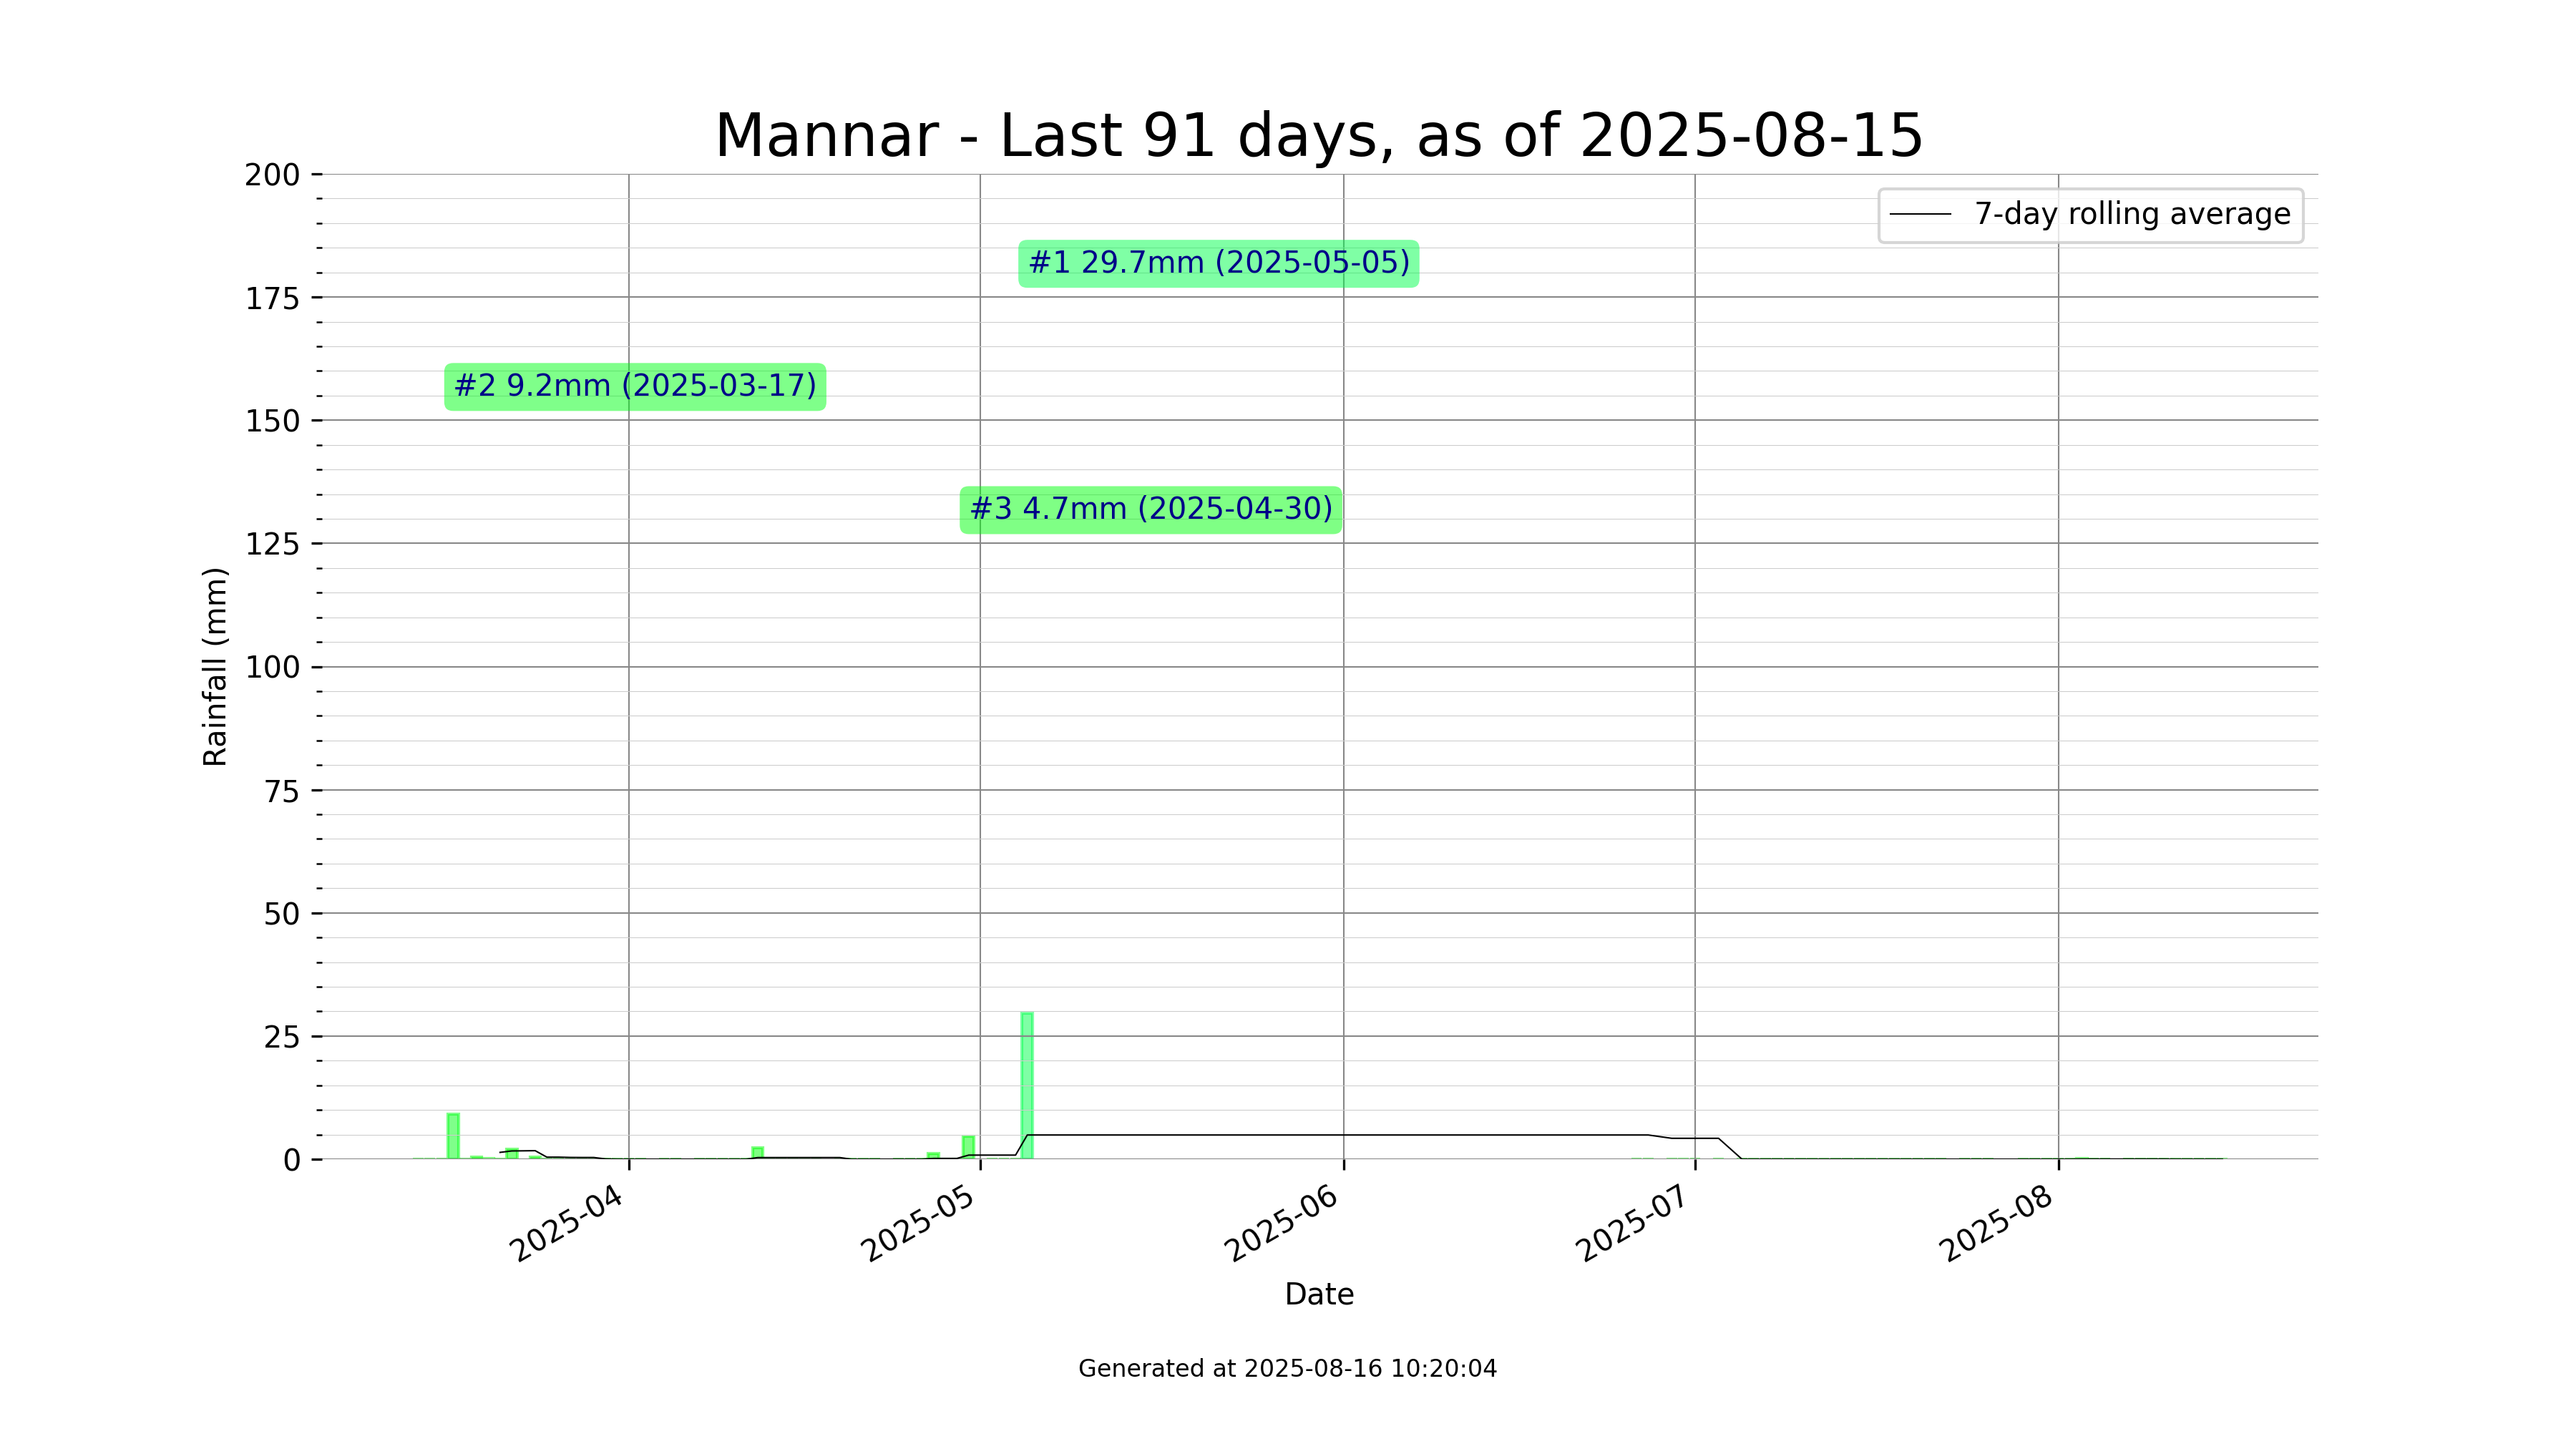 Mannar - Last 91 days, as of 2025-08-15
200
175
150
125
100
75
50
25
0
Rainfall (mm)
7-day rolling average
#1 29.7mm (2025-05-05)
#2 9.2mm (2025-03-17)
#3 4.7mm (2025-04-30)
2025-04
2025-05
2025-06
2025-07
2025-08
Date
Generated at 2025-08-16 10:20:04